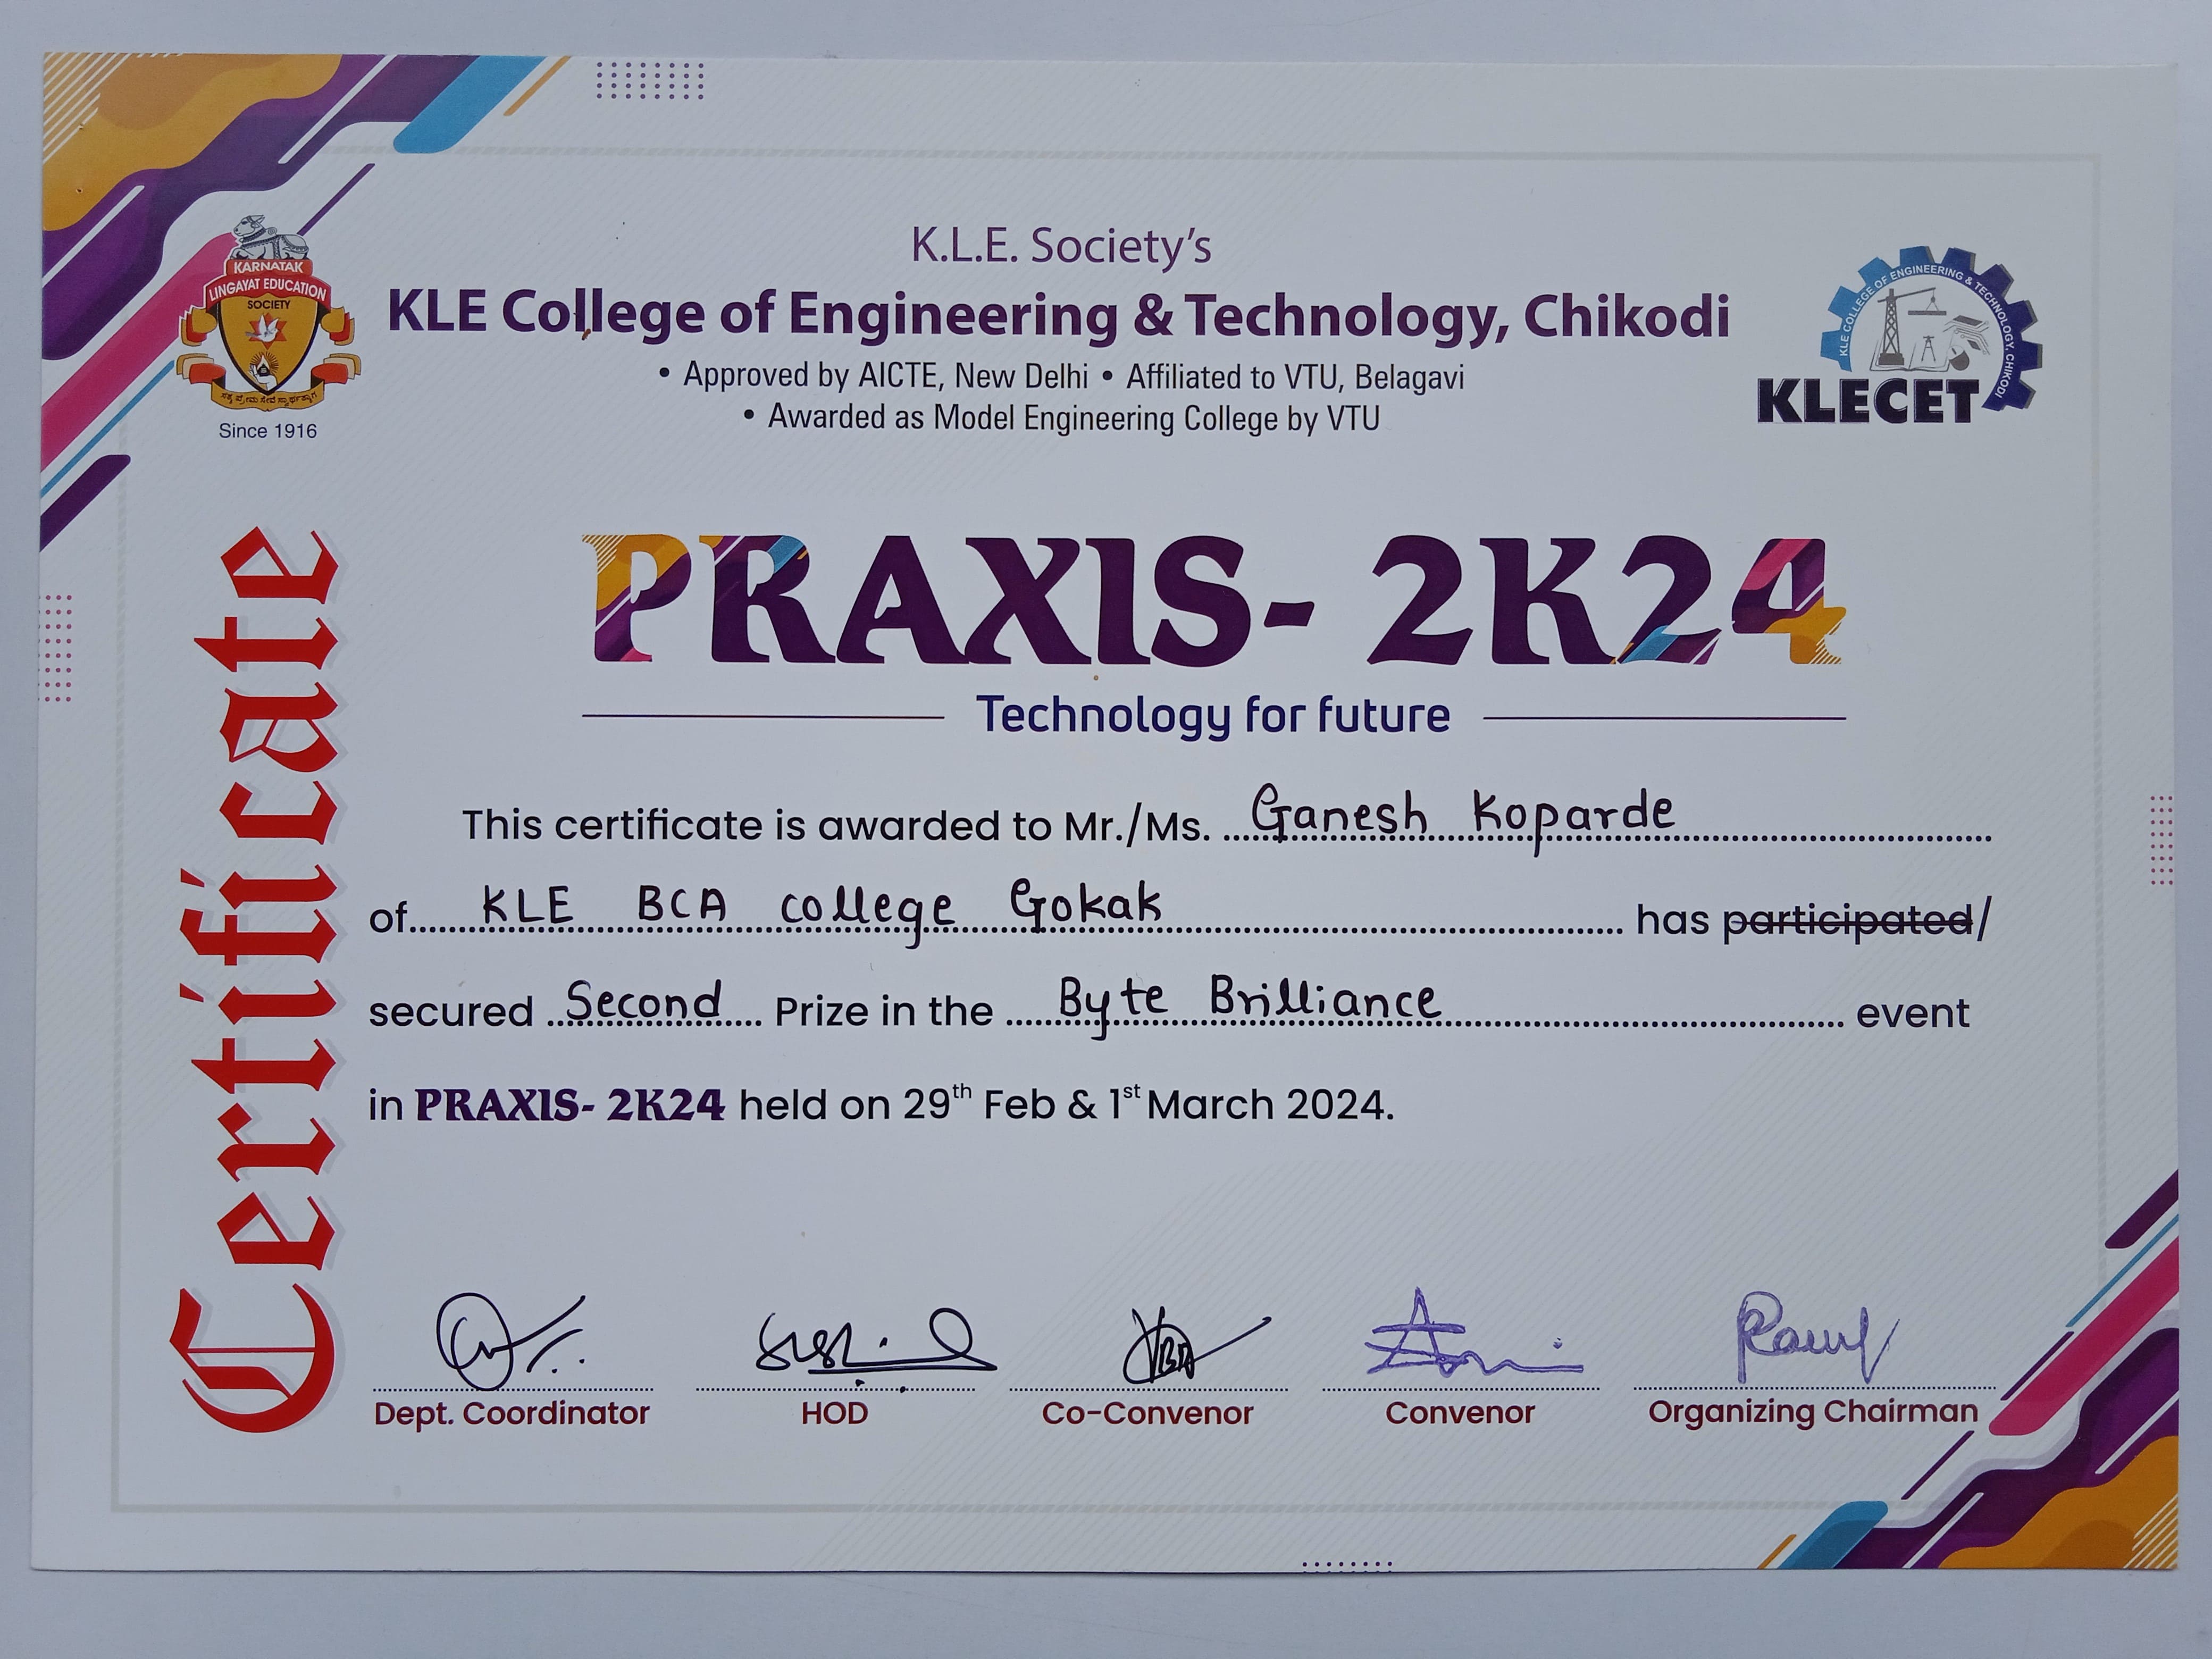 KARNATAK
LINGAYAT EDUCATION
SOCIETY
Since 1916
K.L.E. Society's
KLE College of Engineering & Technology, Chikodi
• Approved by AICTE, New Delhi • Affiliated to VTU, Belagavi
• Awarded as Model Engineering College by VTU
KLE COLLEGE OF ENGINEERING & TECHNOLOGY, CHIKODI
KLECET
Certificate
PRAXIS- 2K24
Technology for future
This certificate is awarded to Mr./Ms. Ganesh Koparde
of KLE BCA college Gokak has participated/
secured Second Prize in the Byte Brilliance event
in PRAXIS- 2K24 held on 29th Feb & 1st March 2024.
Dept. Coordinator
HOD
Co-Convenor
Convenor
Organizing Chairman